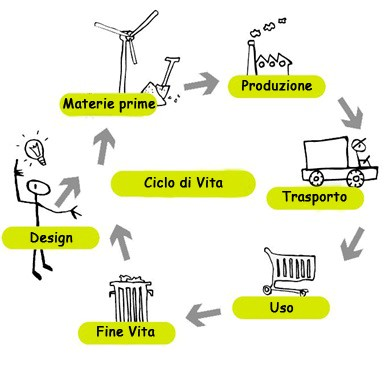 Materie prime
Produzione
Ciclo di Vita
Trasporto
Design
Uso
Fine Vita